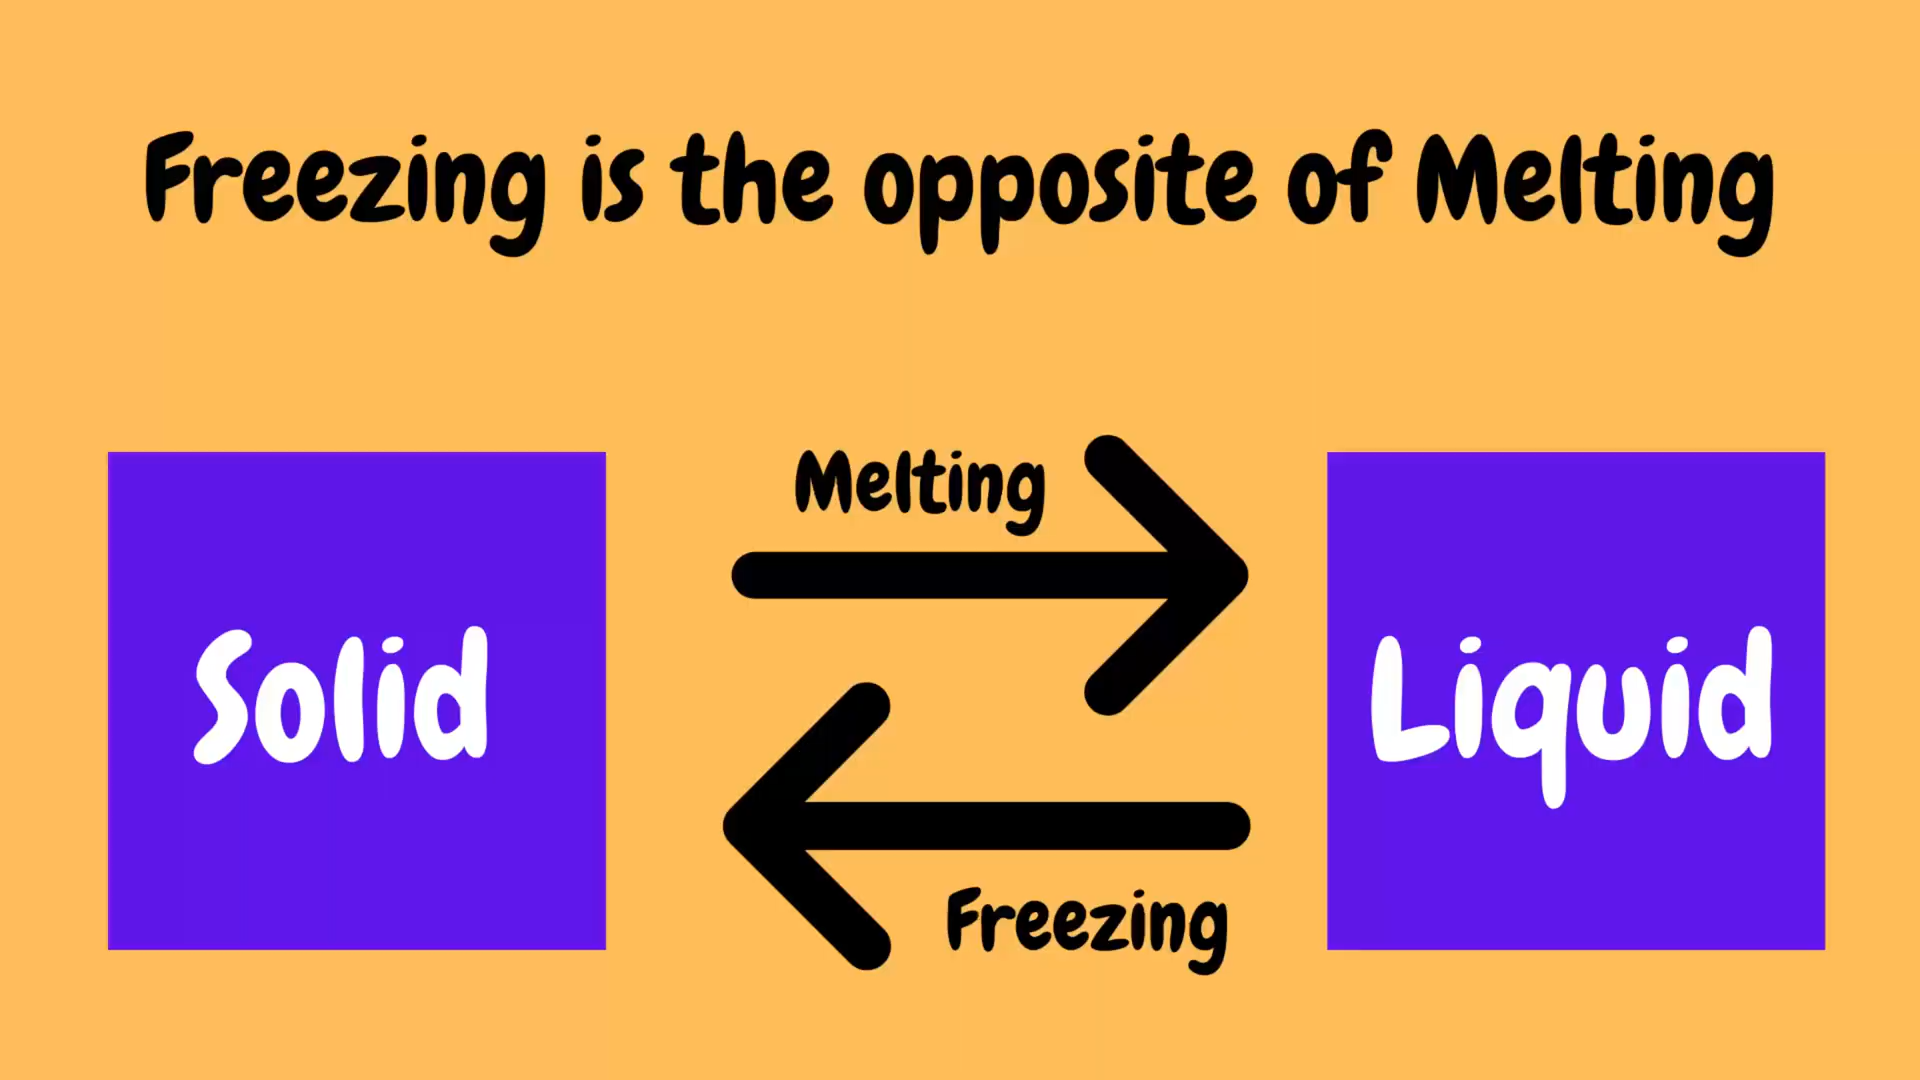 Freezing is the opposite of Melting
Melting
Solid
Liquid
Freezing